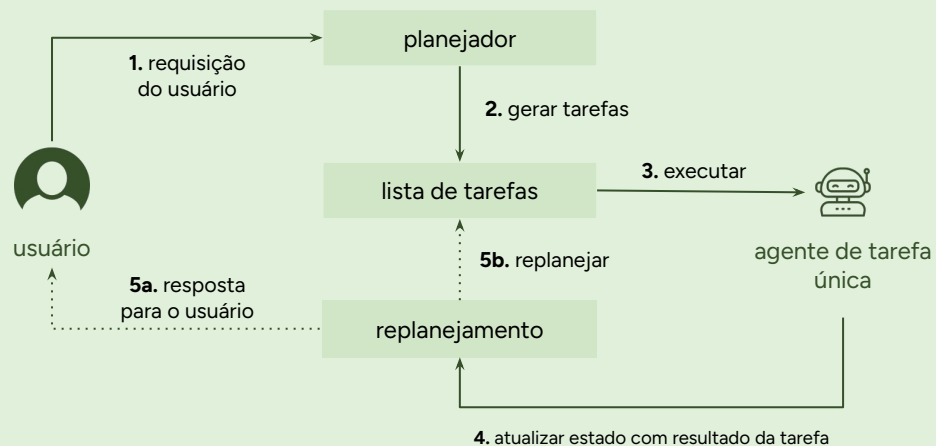 planejador
1. requisição
do usuário
2. gerar tarefas
3. executar
lista de tarefas
usuário
agente de tarefa
única
5b. replanejar
5a. resposta
para o usuário
replanejamento
4. atualizar estado com resultado da tarefa